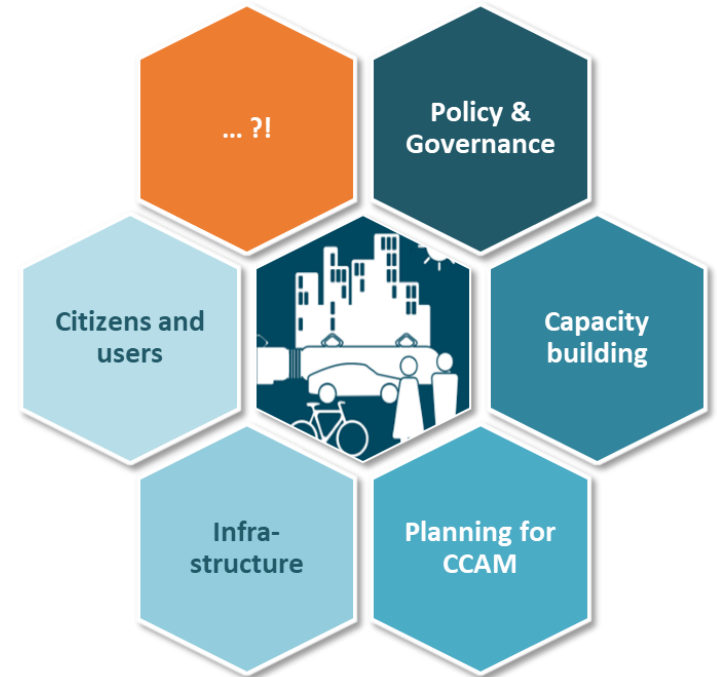 ... ?!
Policy &
Governance
Citizens and
users
Capacity
building
Infra-
structure
Planning for
CCAM